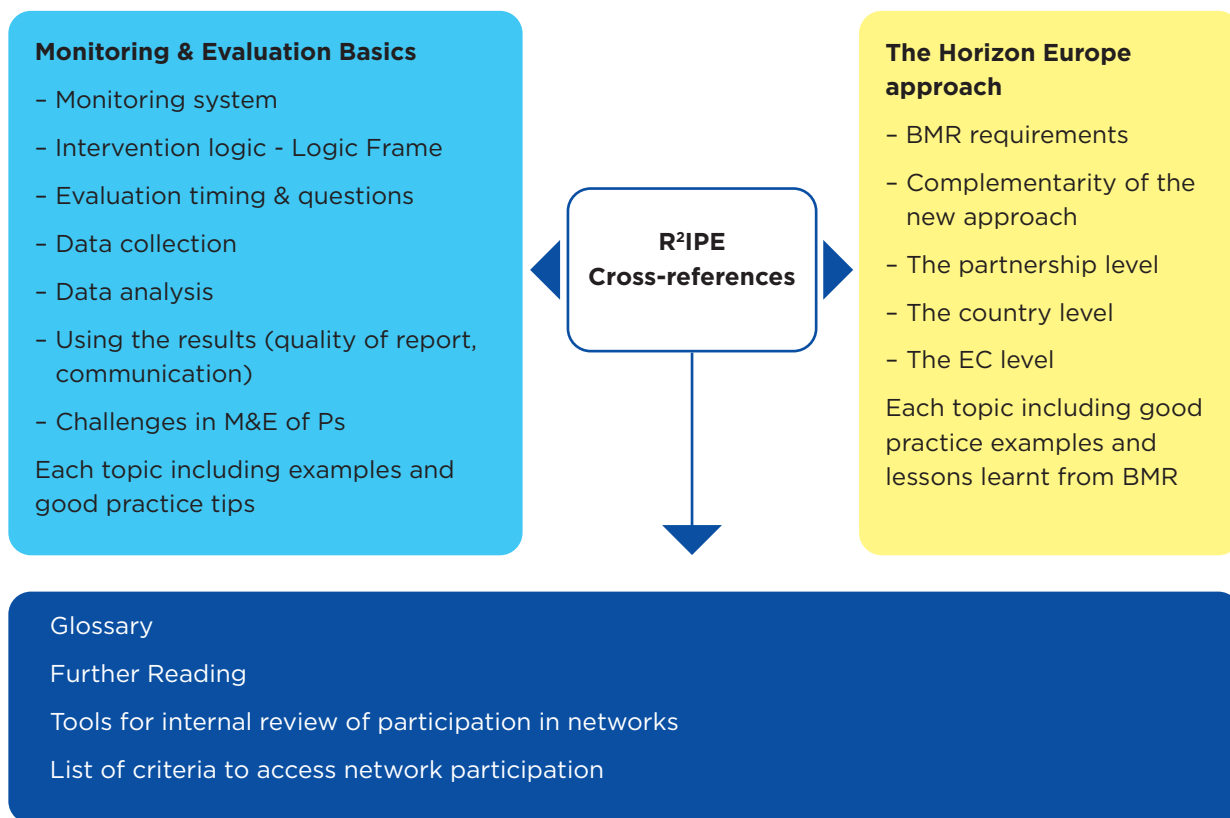 Monitoring & Evaluation Basics
– Monitoring system
– Intervention logic - Logic Frame
– Evaluation timing & questions
– Data collection
– Data analysis
– Using the results (quality of report,
communication)
– Challenges in M&E of Ps
Each topic including examples and
good practice tips
R²IPE
Cross-references
The Horizon Europe
approach
– BMR requirements
– Complementarity of the
new approach
– The partnership level
– The country level
– The EC level
Each topic including good
practice examples and
lessons learnt from BMR
Glossary
Further Reading
Tools for internal review of participation in networks
List of criteria to access network participation